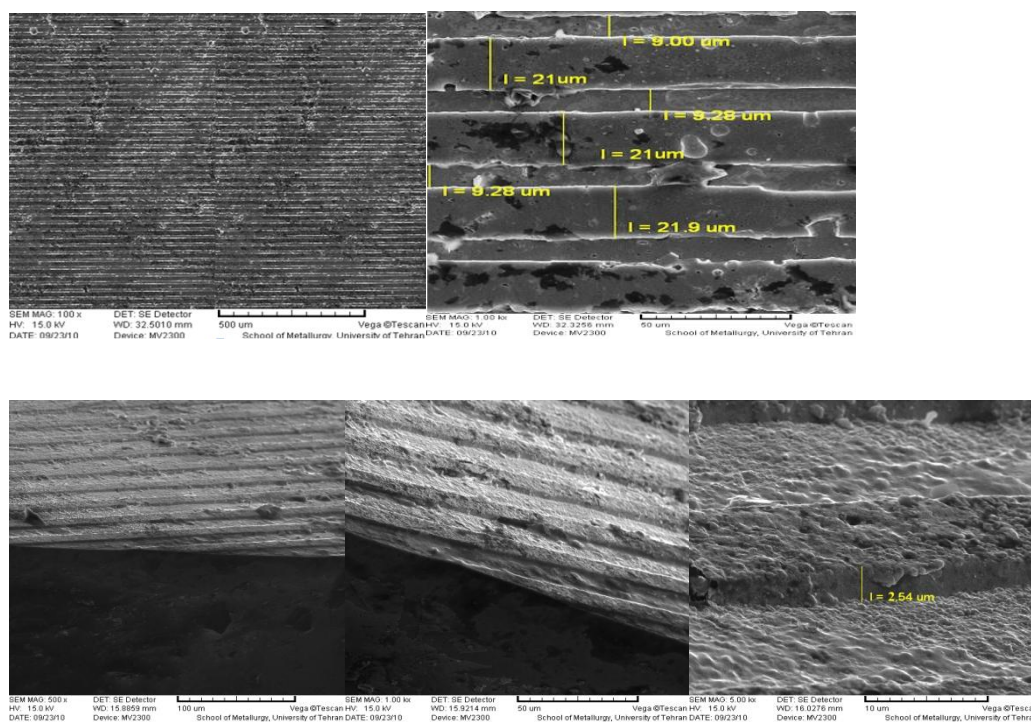 l = 9.00 um
l = 21um
l = 9.28 um
l = 21um
l = 9.28 um
l = 21.9 um
SEM MAG: 100 x DET: SE Detector
HV: 15.0 kV WD: 32.5010 mm 500 um Vega ©Tescan
DATE: 09/23/10 Device: MV2300 School of Metallurgy, University of Tehran
SEM MAG: 1.00 kx DET: SE Detector
HV: 15.0 kV WD: 32.3256 mm 50 um Vega ©Tescan
DATE: 09/23/10 Device: MV2300 School of Metallurgy, University of Tehran
l = 2.54 um
SEM MAG: 500 x DET: SE Detector
HV: 15.0 kV WD: 15.8859 mm 100 um Vega ©Tescan
DATE: 09/23/10 Device: MV2300 School of Metallurgy, University of Tehran
SEM MAG: 1.00 kx DET: SE Detector
HV: 15.0 kV WD: 15.9214 mm 50 um Vega ©Tescan
DATE: 09/23/10 Device: MV2300 School of Metallurgy, University of Tehran
SEM MAG: 5.00 kx DET: SE Detector
HV: 15.0 kV WD: 16.0276 mm 10 um Vega ©Tesca
DATE: 09/23/10 Device: MV2300 School of Metallurgy, University of Tehra